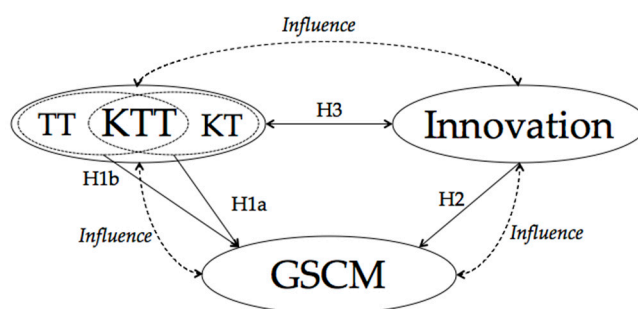 Influence
TT KTT KT
H3
Innovation
H1b
H1a
H2
Influence
Influence
GSCM